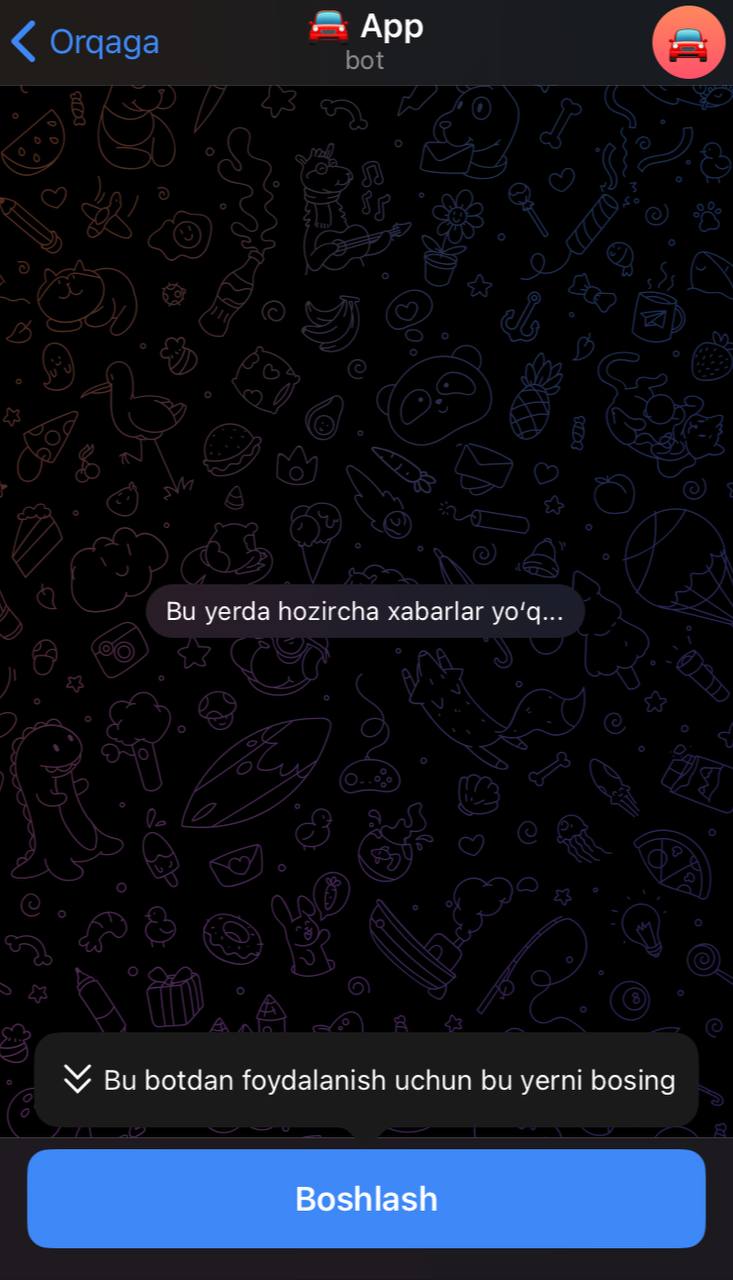 Orqaga
🚘 App
bot
Bu yerda hozircha xabarlar yoʻq...
Bu botdan foydalanish uchun bu yerni bosing
Boshlash